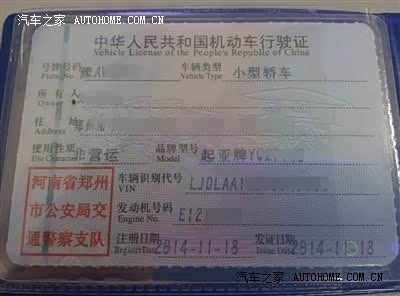 汽车之家 AUTOHOME.COM.CN
中华人民共和国机动车行驶证
Vehicle License of the People's Republic of China
号牌号码 豫A 车辆类型 小型轿车
Plate No. Vehicle Type
所有人
Owner
住址 郑州市
Address
使用性质 非营运 品牌型号 起亚牌YQZ
Use Character Model
河南省郑州
市公安局交
通警察支队
车辆识别代号 LJDLAA1
VIN
发动机号码 E12
Engine No.
注册日期 2014-11-18 发证日期 2014-11-18
Register Date Issue Date
汽车之家 AUTOHOME.COM.CN